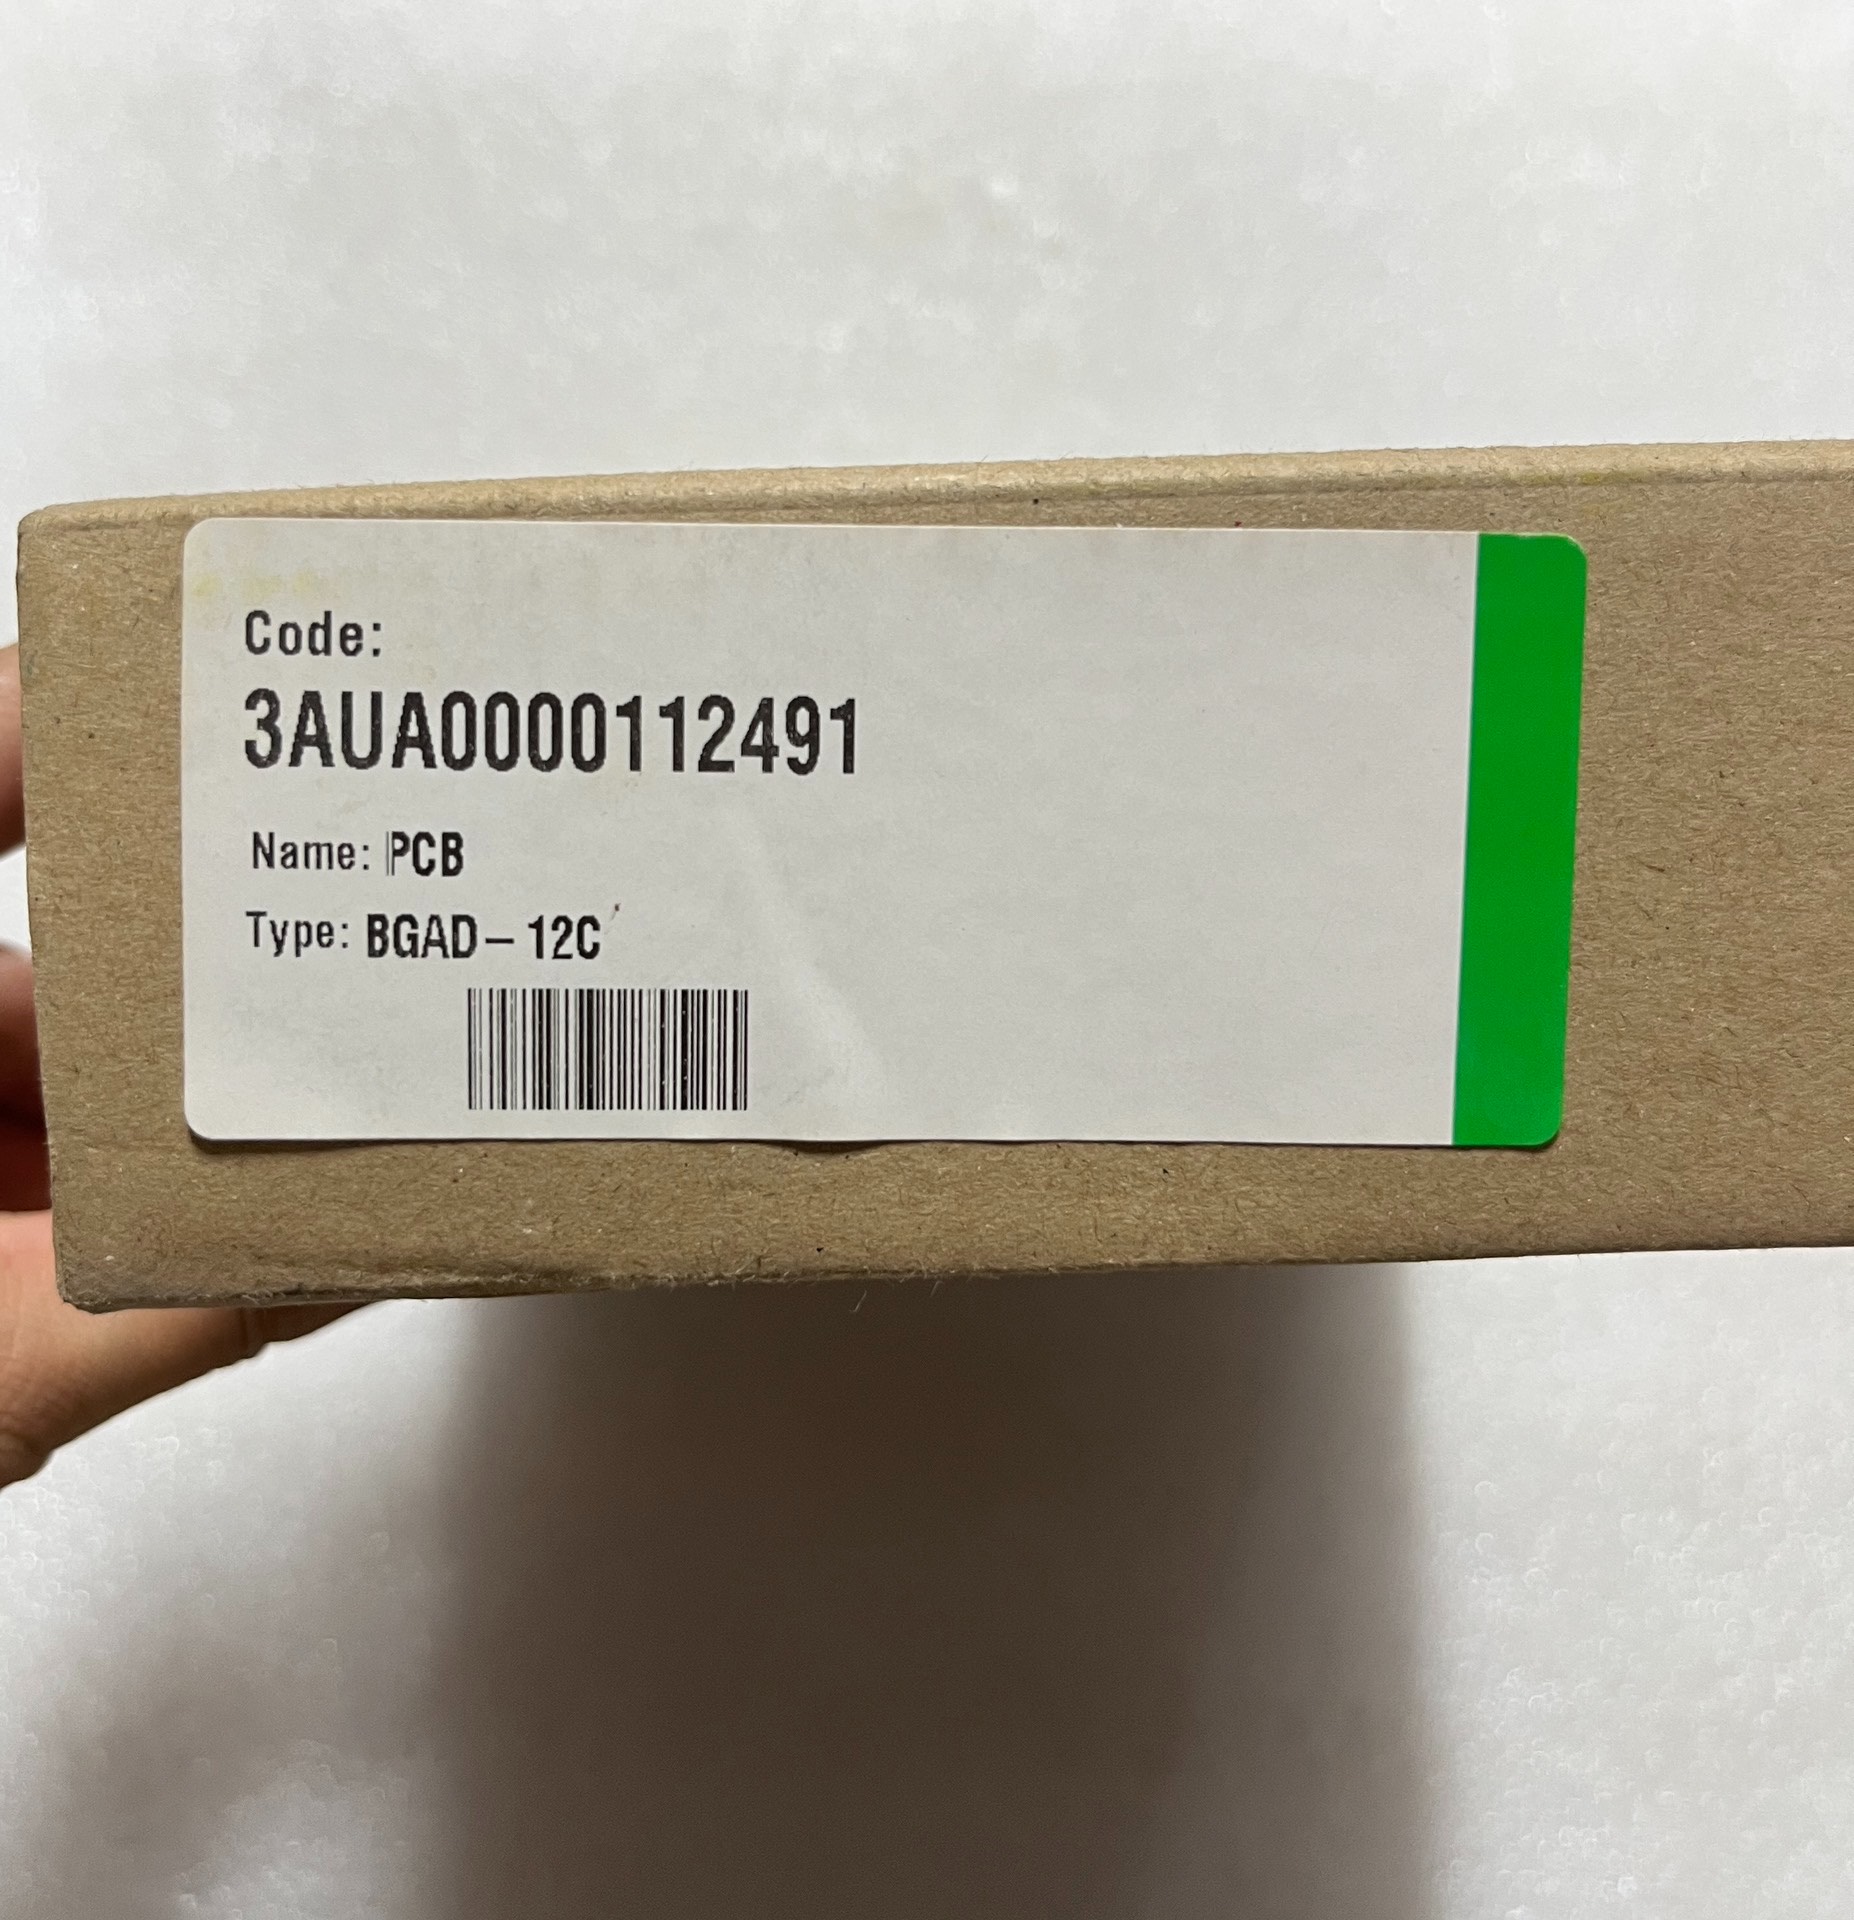 Code:
3AUA0000112491
Name: PCB
Type: BGAD-12C